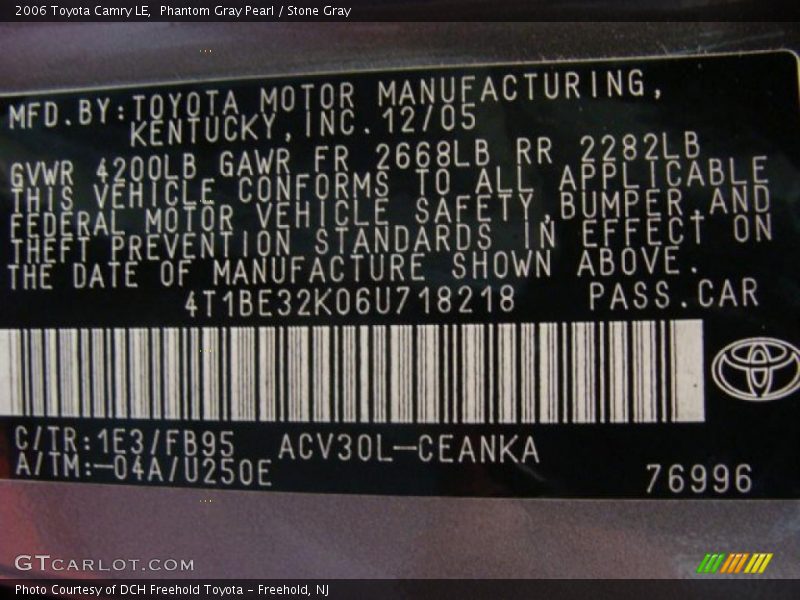 2006 Toyota Camry LE, Phantom Gray Pearl / Stone Gray
MFD.BY:TOYOTA MOTOR MANUFACTURING,
KENTUCKY,INC.12/05
GVWR 4200LB GAWR FR 2668LB RR 2282LB
THIS VEHICLE CONFORMS TO ALL APPLICABLE
FEDERAL MOTOR VEHICLE SAFETY,BUMPER,AND
THEFT PREVENTION STANDARDS IN EFFECT ON
THE DATE OF MANUFACTURE SHOWN ABOVE.
4T1BE32K06U718218 PASS.CAR
C/TR:1E3/FB95 ACV30L-CEANKA
A/TM:-04A/U250E
76996
GTCARLOT.COM
Photo Courtesy of DCH Freehold Toyota - Freehold, NJ